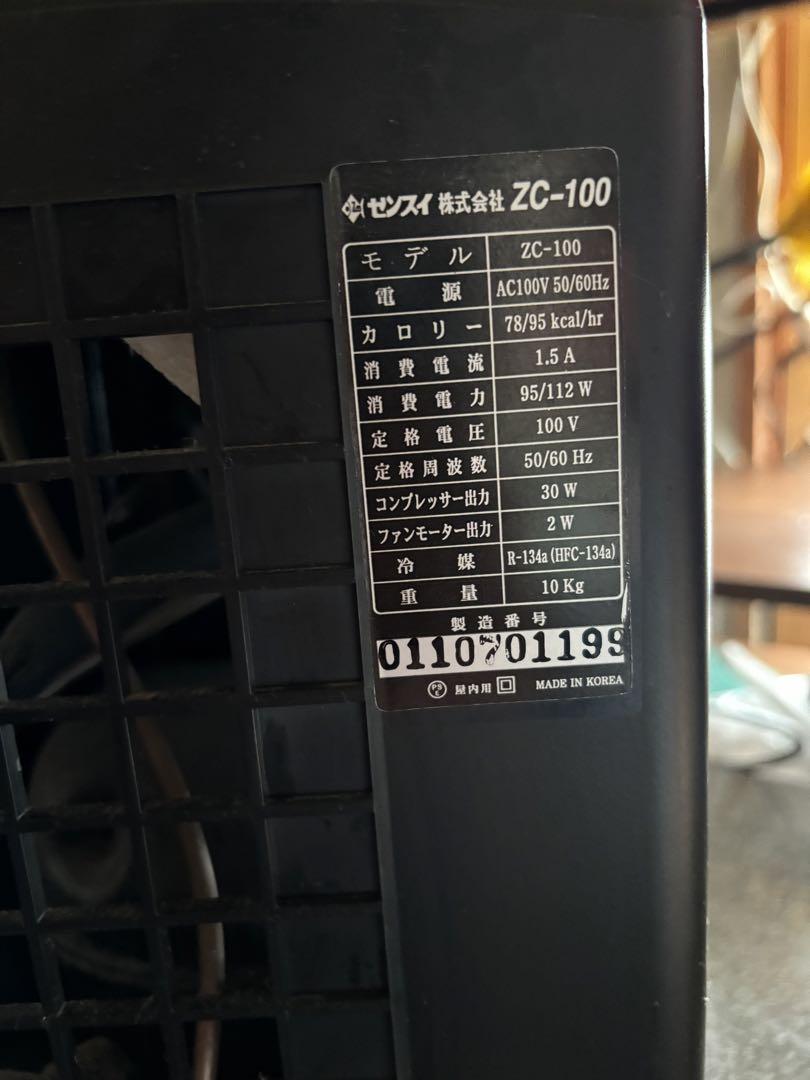 ゼンスイ 株式会社 ZC-100
モデル ZC-100
電源 AC100V 50/60Hz
カロリー 78/95 kcal/hr
消費電流 1.5 A
消費電力 95/112 W
定格電圧 100 V
定格周波数 50/60 Hz
コンプレッサー出力 30 W
ファンモーター出力 2 W
冷媒 R-134a (HFC-134a)
重量 10 Kg
製造番号
0110701199
PSE 屋内用 MADE IN KOREA